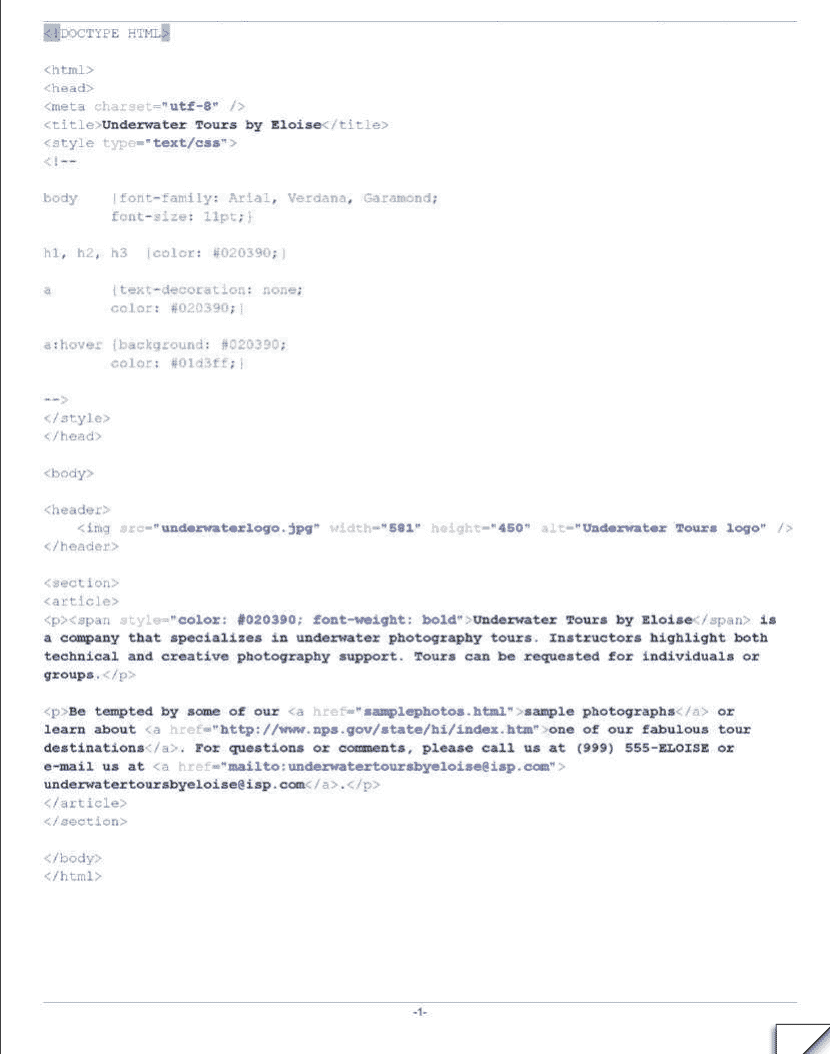 <!DOCTYPE HTML>
<html>
<head>
<meta charset="utf-8" />
<title>Underwater Tours by Eloise</title>
<style type="text/css">
<!--
body    {font-family: Arial, Verdana, Garamond;
        font-size: 11pt;}
h1, h2, h3  {color: #020390;}
a       {text-decoration: none;
        color: #020390;}
a:hover {background: #020390;
        color: #01d3ff;}
-->
</style>
</head>
<body>
<header>
    <img src="underwaterlogo.jpg" width="581" height="450" alt="Underwater Tours logo" />
</header>
<section>
<article>
<p><span style="color: #020390; font-weight: bold">Underwater Tours by Eloise</span> is
a company that specializes in underwater photography tours. Instructors highlight both
technical and creative photography support. Tours can be requested for individuals or
groups.</p>
<p>Be tempted by some of our <a href="samplephotos.html">sample photographs</a> or
learn about <a href="http://www.nps.gov/state/hi/index.htm">one of our fabulous tour
destinations</a>. For questions or comments, please call us at (999) 555-ELOISE or
e-mail us at <a href="mailto:underwatertoursbyeloise@isp.com">
underwatertoursbyeloise@isp.com</a>.</p>
</article>
</section>
</body>
</html>
-1-